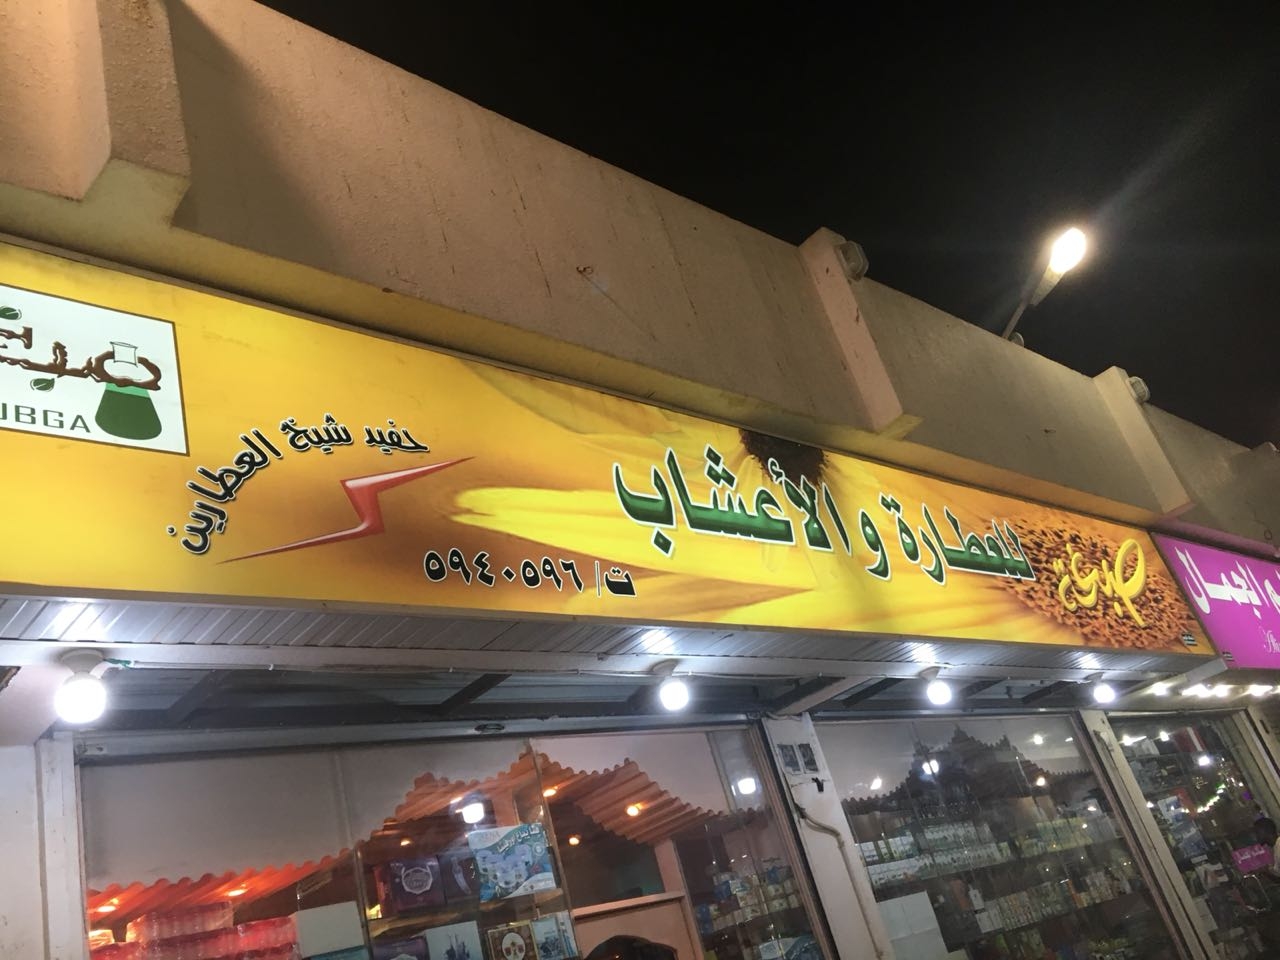 صبغة للعطارة و الأعشاب
ت/ ٥٩٤٠٥٩٦
حفيد شيخ العطارين
UBGA